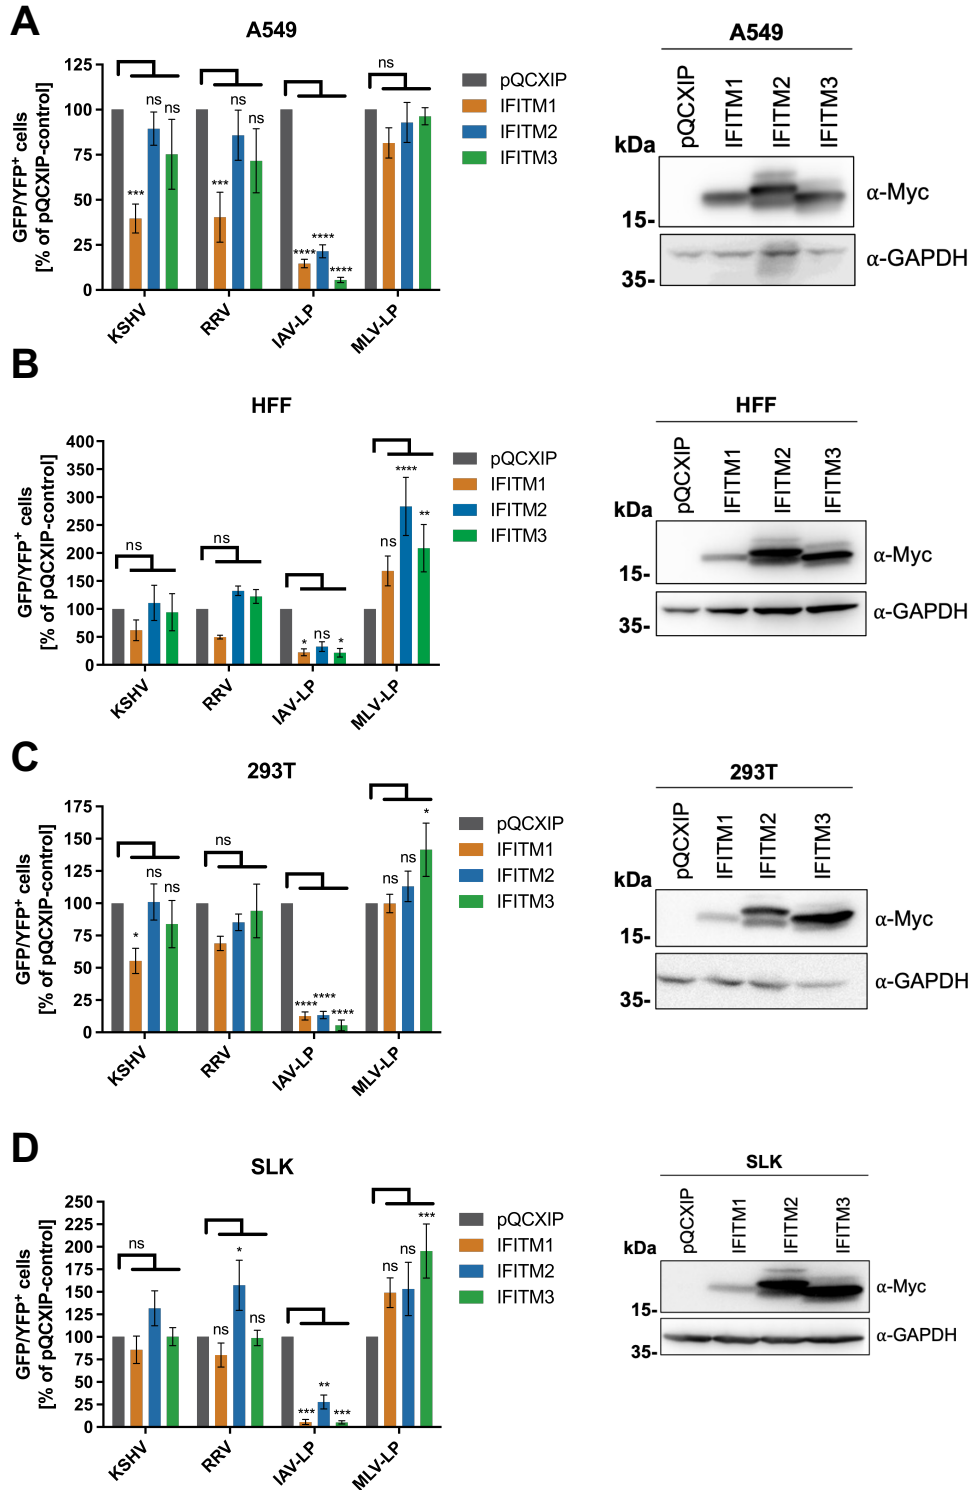 A
A549
GFP/YFP+ cells
[% of pQCXIP-control]
125
100
75
50
25
0
ns
ns
ns
ns
ns
***
***
****
****
****
KSHV
RRV
IAV-LP
MLV-LP
pQCXIP
IFITM1
IFITM2
IFITM3
A549
pQCXIP
IFITM1
IFITM2
IFITM3
kDa
15-
α-Myc
35-
α-GAPDH
B
HFF
GFP/YFP+ cells
[% of pQCXIP-control]
400
350
300
250
200
150
100
50
0
ns
ns
*
ns
*
ns
****
**
KSHV
RRV
IAV-LP
MLV-LP
pQCXIP
IFITM1
IFITM2
IFITM3
HFF
pQCXIP
IFITM1
IFITM2
IFITM3
kDa
15-
α-Myc
35-
α-GAPDH
C
293T
GFP/YFP+ cells
[% of pQCXIP-control]
175
150
125
100
75
50
25
0
*
ns
ns
ns
****
****
****
ns
ns
*
KSHV
RRV
IAV-LP
MLV-LP
pQCXIP
IFITM1
IFITM2
IFITM3
293T
pQCXIP
IFITM1
IFITM2
IFITM3
kDa
15-
α-Myc
35-
α-GAPDH
D
SLK
GFP/YFP+ cells
[% of pQCXIP-control]
250
225
200
175
150
125
100
75
50
25
0
ns
ns
*
ns
***
**
***
ns
ns
***
KSHV
RRV
IAV-LP
MLV-LP
pQCXIP
IFITM1
IFITM2
IFITM3
SLK
pQCXIP
IFITM1
IFITM2
IFITM3
kDa
15-
α-Myc
35-
α-GAPDH